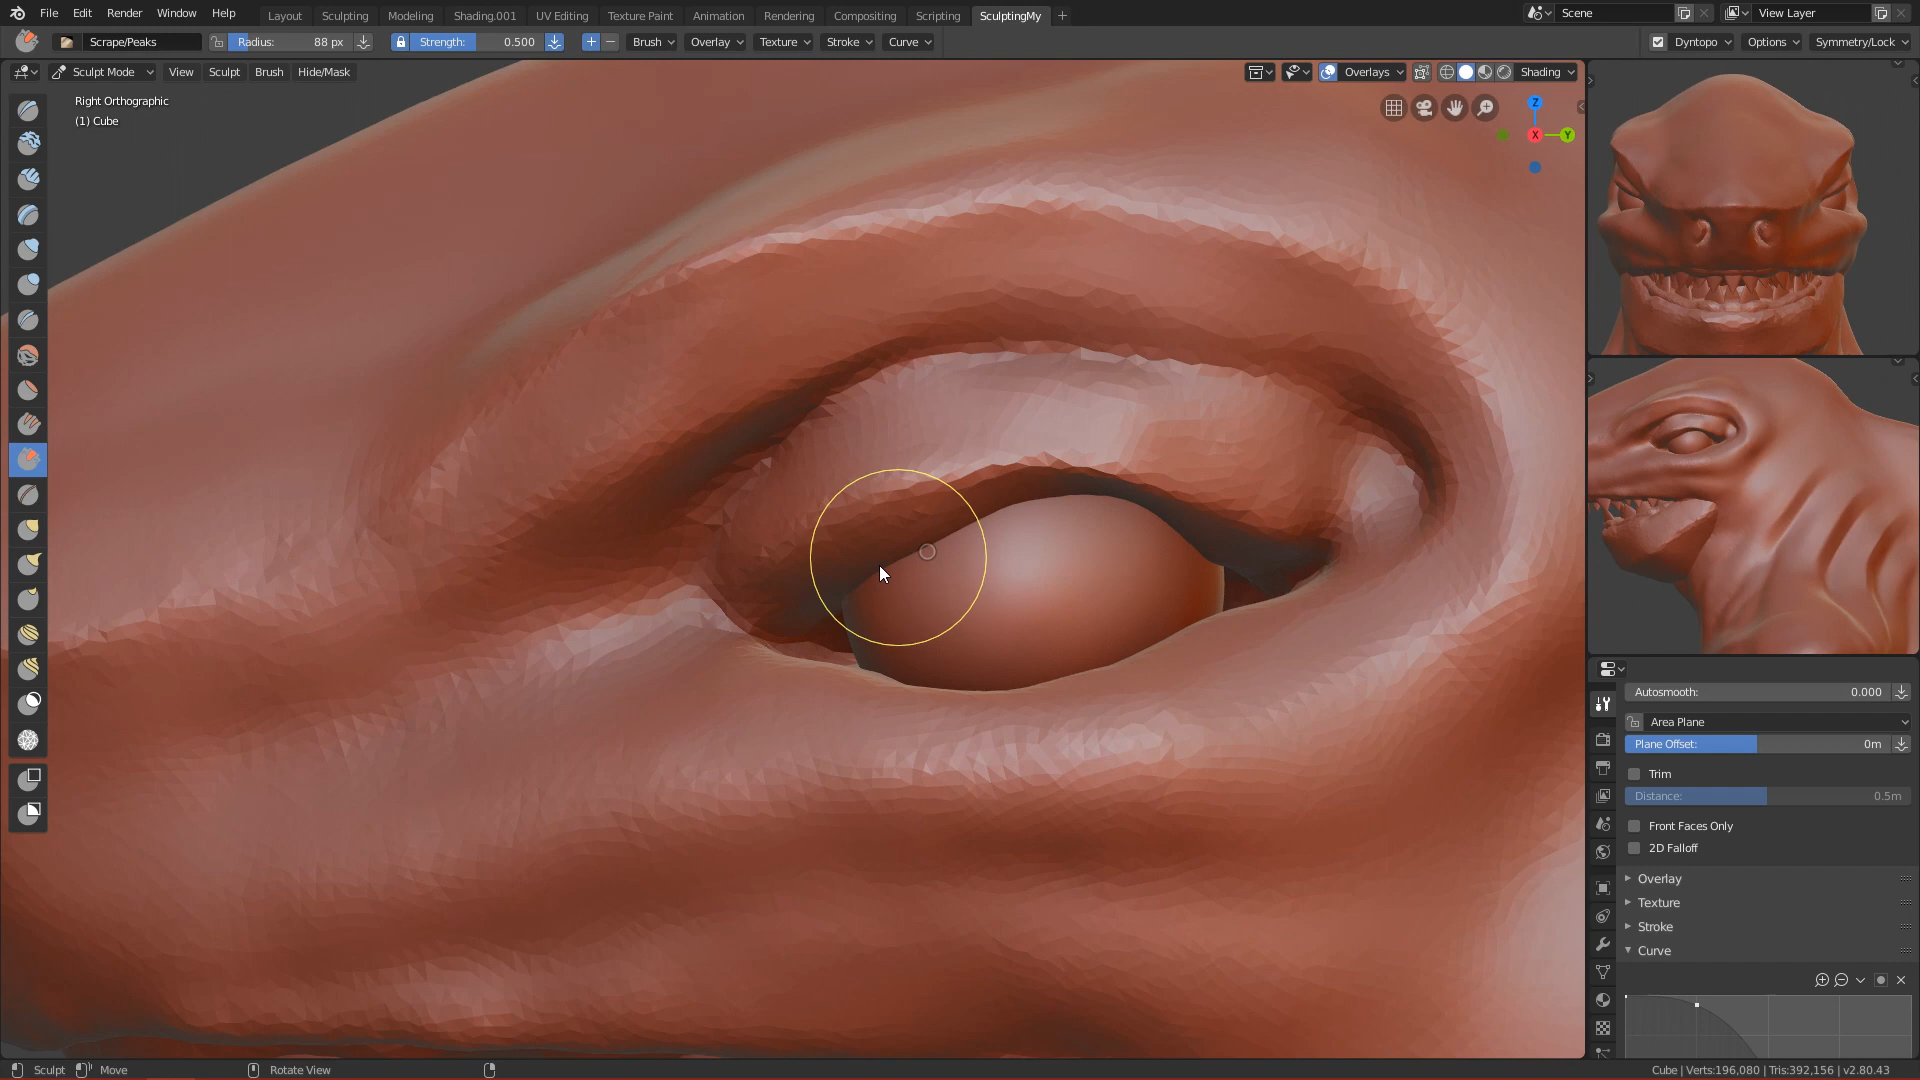 File Edit Render Window Help Layout Sculpting Modeling Shading.001 UV Editing Texture Paint Animation Rendering Compositing Scripting SculptingMy + Scene View Layer
Scrape/Peaks Radius: 88 px Strength: 0.500 + − Brush Overlay Texture Stroke Curve Dyntopo Options Symmetry/Lock
Sculpt Mode View Sculpt Brush Hide/Mask Overlays Shading
Right Orthographic
(1) Cube
Z
X
Y
Autosmooth: 0.000
Area Plane
Plane Offset: 0m
Trim
Distance: 0.5m
Front Faces Only
2D Falloff
Overlay
Texture
Stroke
Curve
Sculpt Move Rotate View Cube | Verts:196,080 | Tris:392,156 | v2.80.43